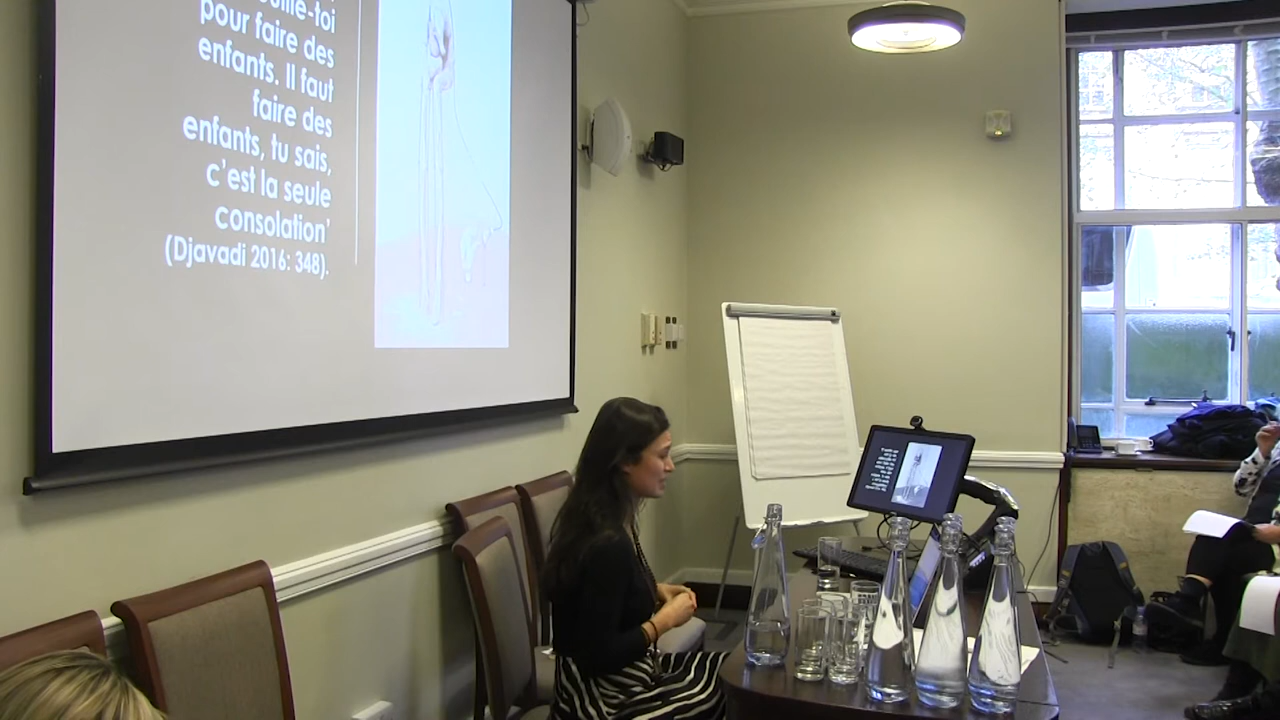 pour faire des
enfants. Il faut
faire des
enfants, tu sais,
c'est la seule
consolation'
(Djavadi 2016: 348).